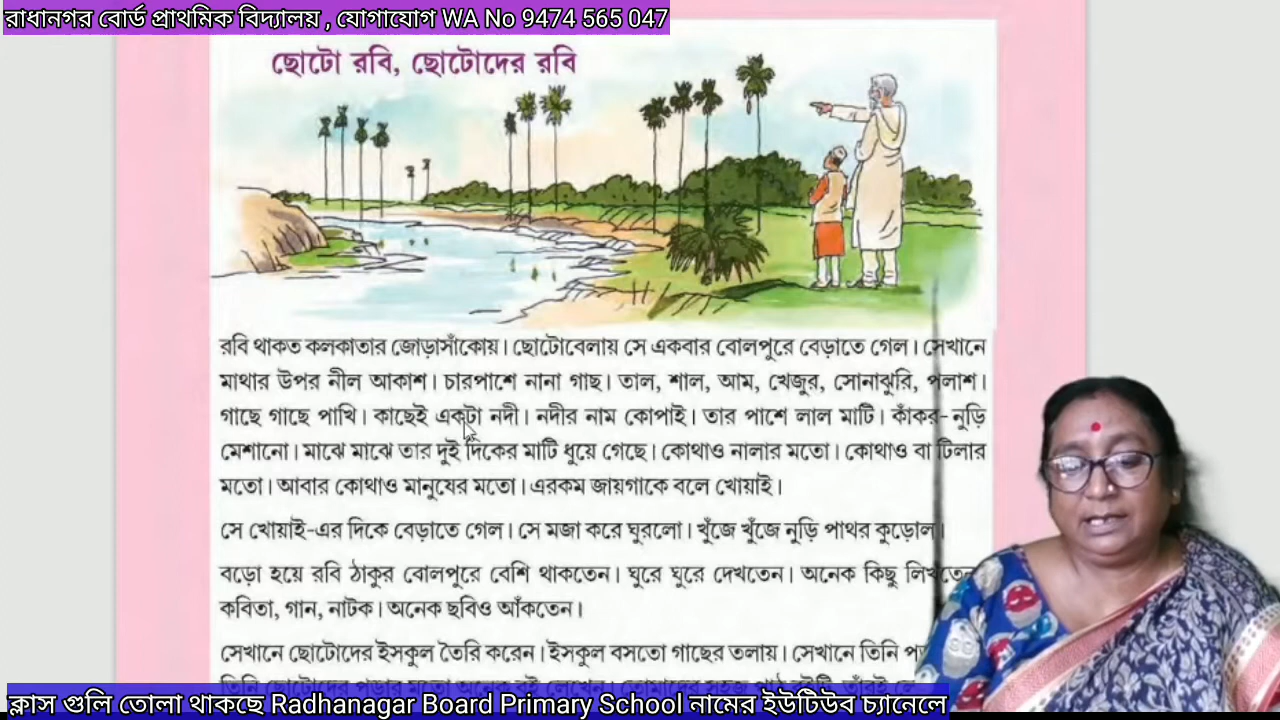 রাধানগর বোর্ড প্রাথমিক বিদ্যালয় , যোগাযোগ WA No 9474 565 047
ছোটো রবি, ছোটোদের রবি
রবি থাকত কলকাতার জোড়াসাঁকোয়। ছোটোবেলায় সে একবার বোলপুরে বেড়াতে গেল। সেখানে
মাথার উপর নীল আকাশ। চারপাশে নানা গাছ। তাল, শাল, আম, খেজুর, সোনাঝুরি, পলাশ।
গাছে গাছে পাখি। কাছেই একটা নদী। নদীর নাম কোপাই। তার পাশে লাল মাটি। কাঁকর-নুড়ি
মেশানো। মাঝে মাঝে তার দুই দিকের মাটি ধুয়ে গেছে। কোথাও নালার মতো। কোথাও বা টিলার
মতো। আবার কোথাও মানুষের মতো। এরকম জায়গাকে বলে খোয়াই।
সে খোয়াই-এর দিকে বেড়াতে গেল। সে মজা করে ঘুরলো। খুঁজে খুঁজে নুড়ি পাথর কুড়োল।
বড়ো হয়ে রবি ঠাকুর বোলপুরে বেশি থাকতেন। ঘুরে ঘুরে দেখতেন। অনেক কিছু লিখতেন
কবিতা, গান, নাটক। অনেক ছবিও আঁকতেন।
সেখানে ছোটোদের ইসকুল তৈরি করেন। ইসকুল বসতো গাছের তলায়। সেখানে তিনি
ক্লাস গুলি তোলা থাকছে Radhanagar Board Primary School নামের ইউটিউব চ্যানেলে